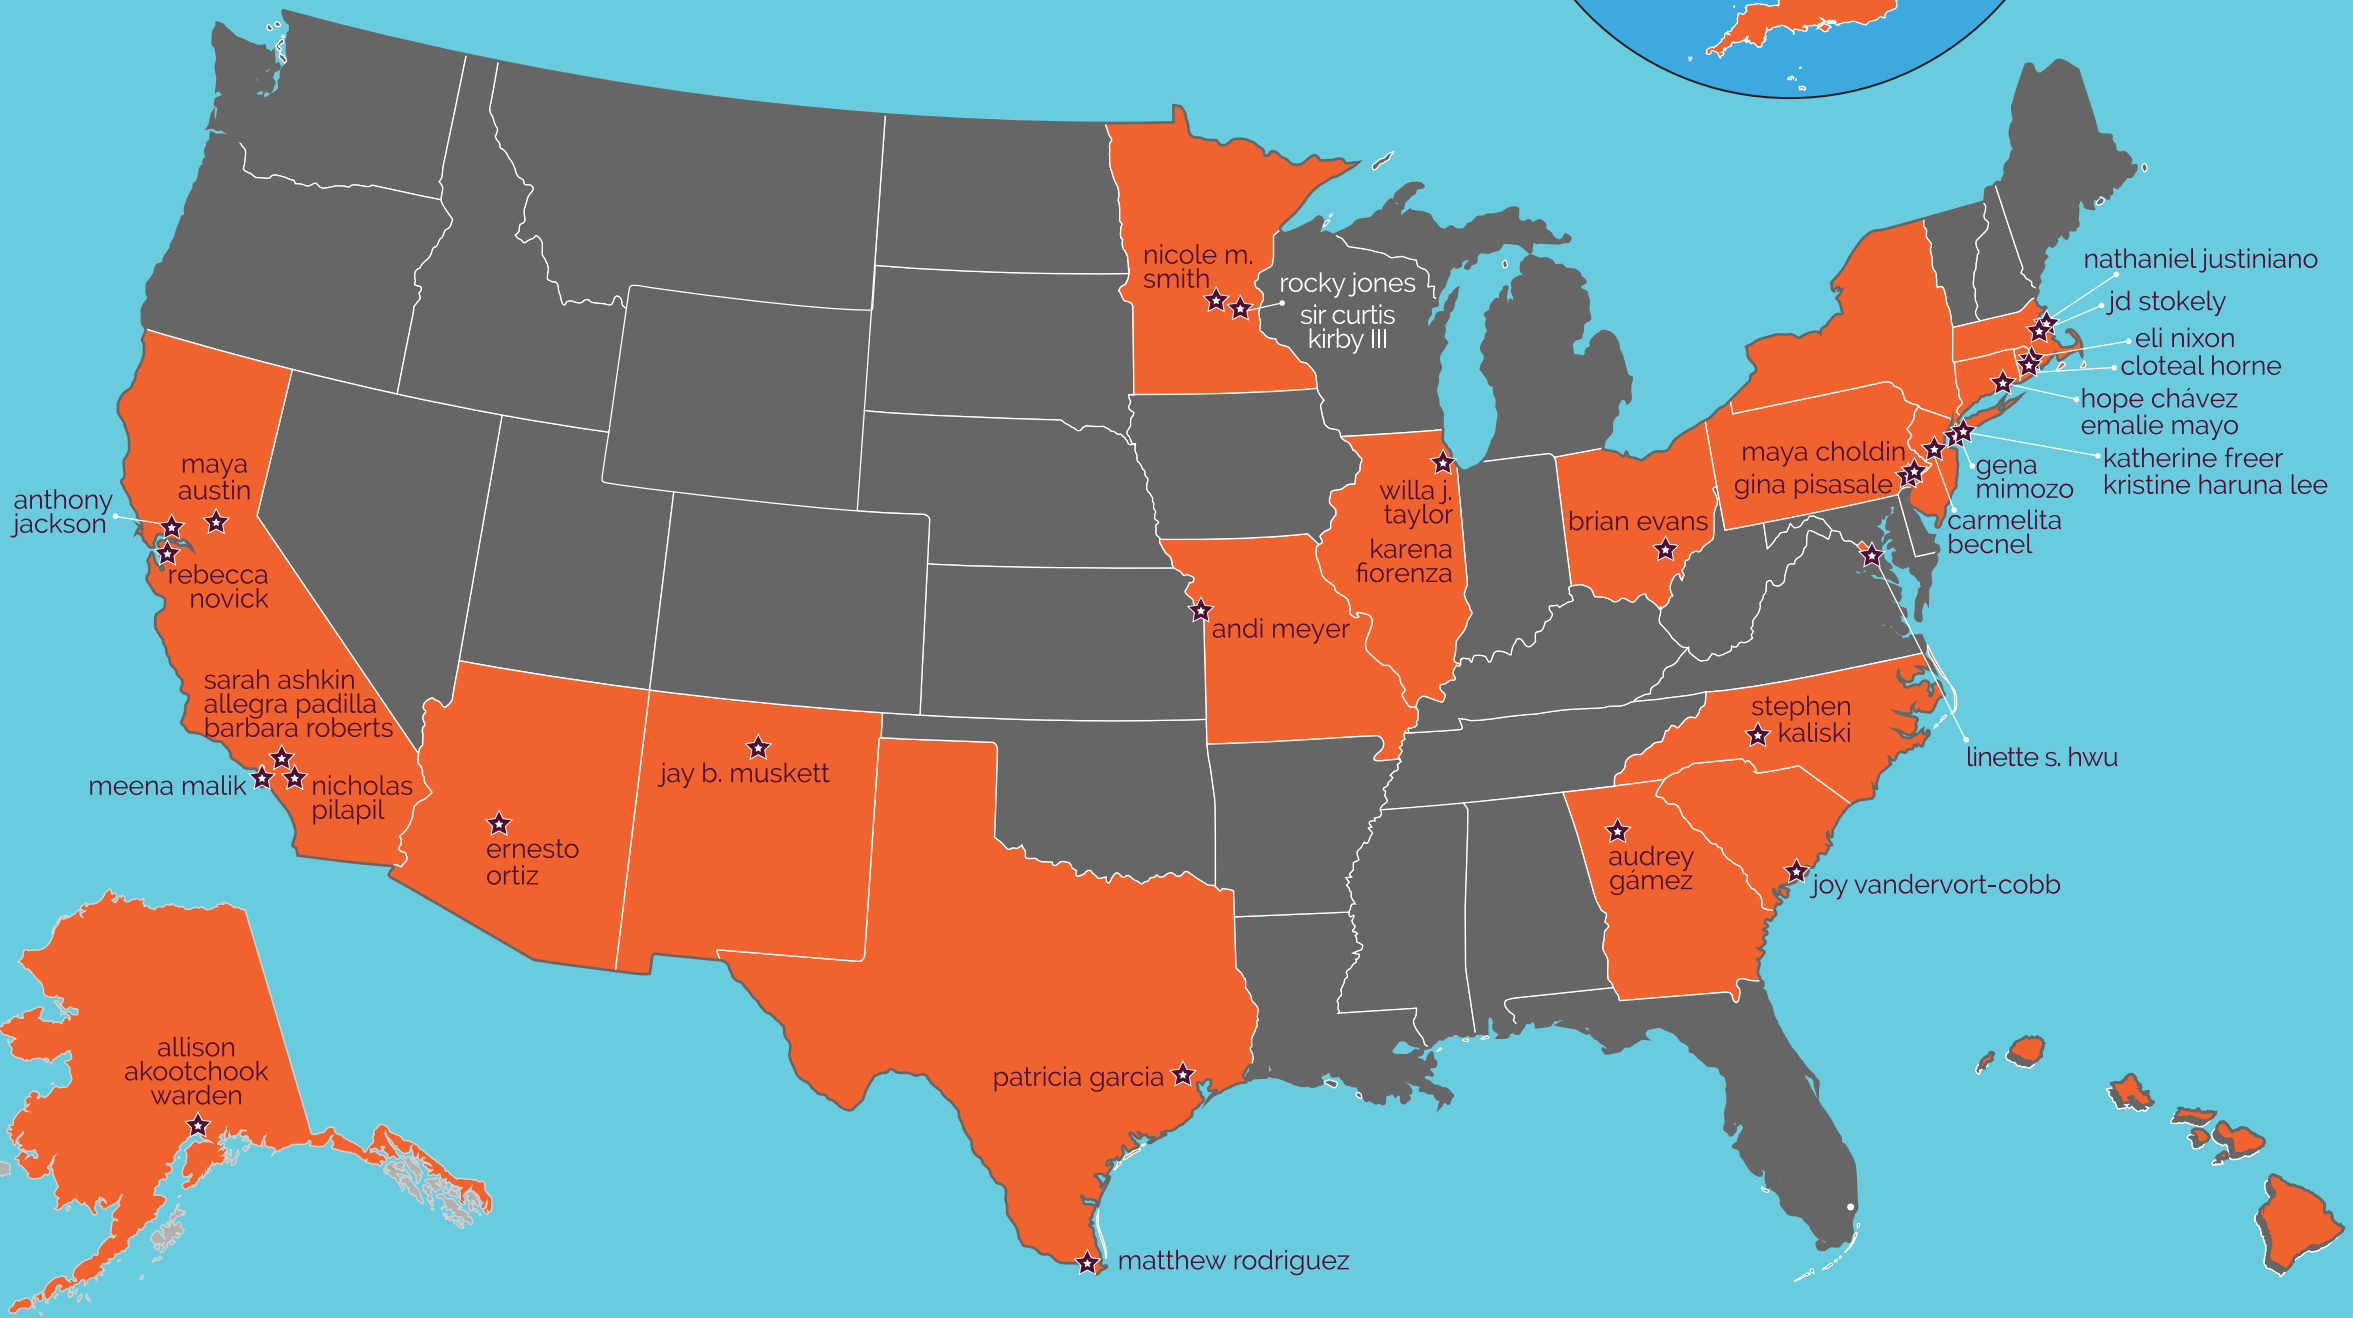 nathaniel justiniano
nicole m.
smith
rocky jones
sir curtis
kirby III
jd stokely
eli nixon
cloteal horne
hope chávez
emalie mayo
maya choldin
gina pisasale
katherine freer
kristine haruna lee
gena
mimozo
carmelita
becnel
maya
austin
anthony
jackson
rebecca
novick
willa j.
taylor
karena
fiorenza
brian evans
andi meyer
sarah ashkin
allegra padilla
barbara roberts
meena malik
nicholas
pilapil
jay b. muskett
stephen
kaliski
linette s. hwu
ernesto
ortiz
audrey
gámez
joy vandervort-cobb
allison
akootchook
warden
patricia garcia
matthew rodriguez